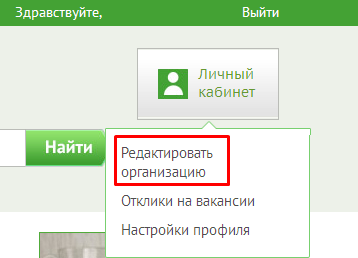 Здравствуйте, Выйти
Личный
кабинет
Найти
Редактировать
организацию
Отклики на вакансии
Настройки профиля